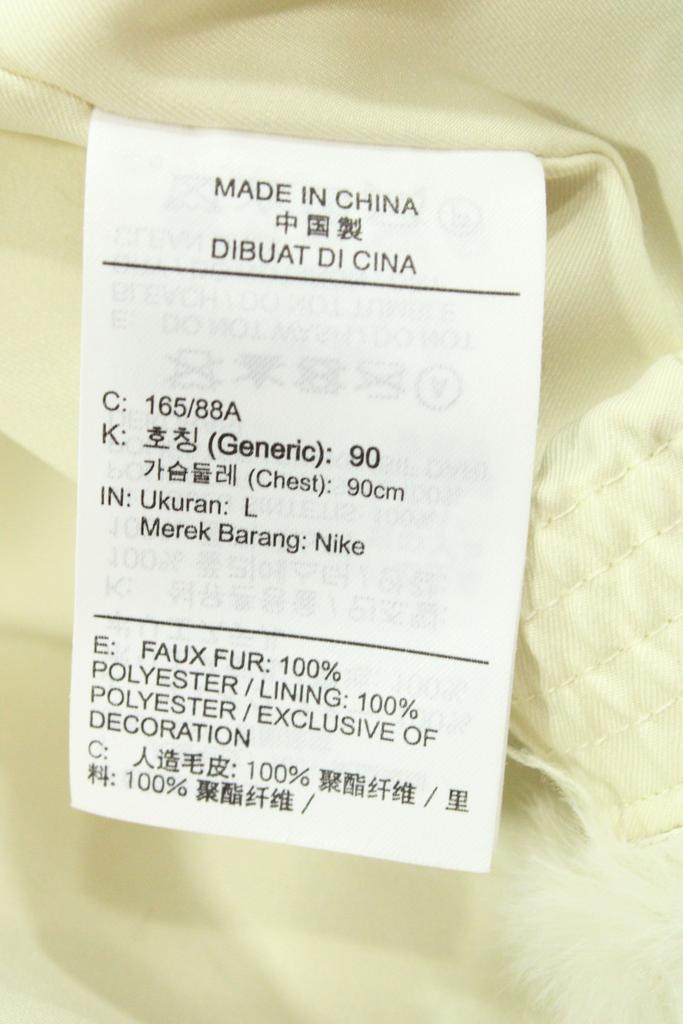 MADE IN CHINA
中国製
DIBUAT DI CINA
C: 165/88A
K: 호칭 (Generic): 90
가슴둘레 (Chest): 90cm
IN: Ukuran: L
Merek Barang: Nike
E: FAUX FUR: 100%
POLYESTER / LINING: 100%
POLYESTER / EXCLUSIVE OF
DECORATION
C: 人造毛皮: 100% 聚酯纤维 / 里
料: 100% 聚酯纤维 /